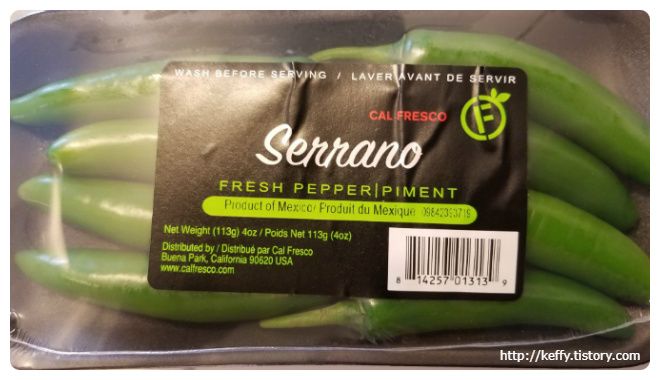 WASH BEFORE SERVING / LAVER AVANT DE SERVIR
CAL FRESCO
F
Serrano
FRESH PEPPER|PIMENT
Product of Mexico/ Produit du Mexique 09842393719
Net Weight (113g) 4oz / Poids Net 113g (4oz)
Distributed by / Distribué par Cal Fresco
Buena Park, California 90620 USA
www.calfresco.com
8 14257 01313 9
http://keffy.tistory.com